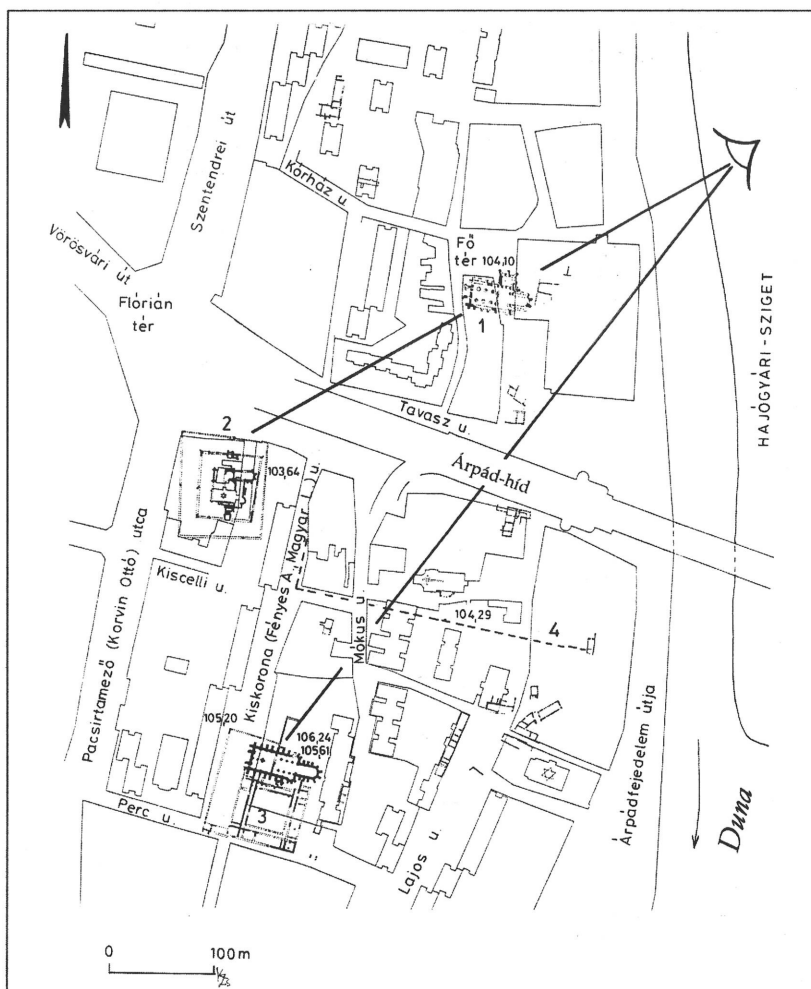 Szentendrei út
Kórház u.
Vörösvári út
Flórián
tér
Fő
tér
104,10
1
HAJÓGYÁRI-SZIGET
Tavasz u.
Árpád-híd
2
103,64
Kiskorona (Fényes A., Magyar L.) u.
Kiscelli u.
Pacsirtamező (Korvin Ottó) utca
Mókus u.
104,29
4
105,20
106,24
105,61
3
Perc u.
Lajos u.
Árpádfejedelem útja
Duna
0
100m